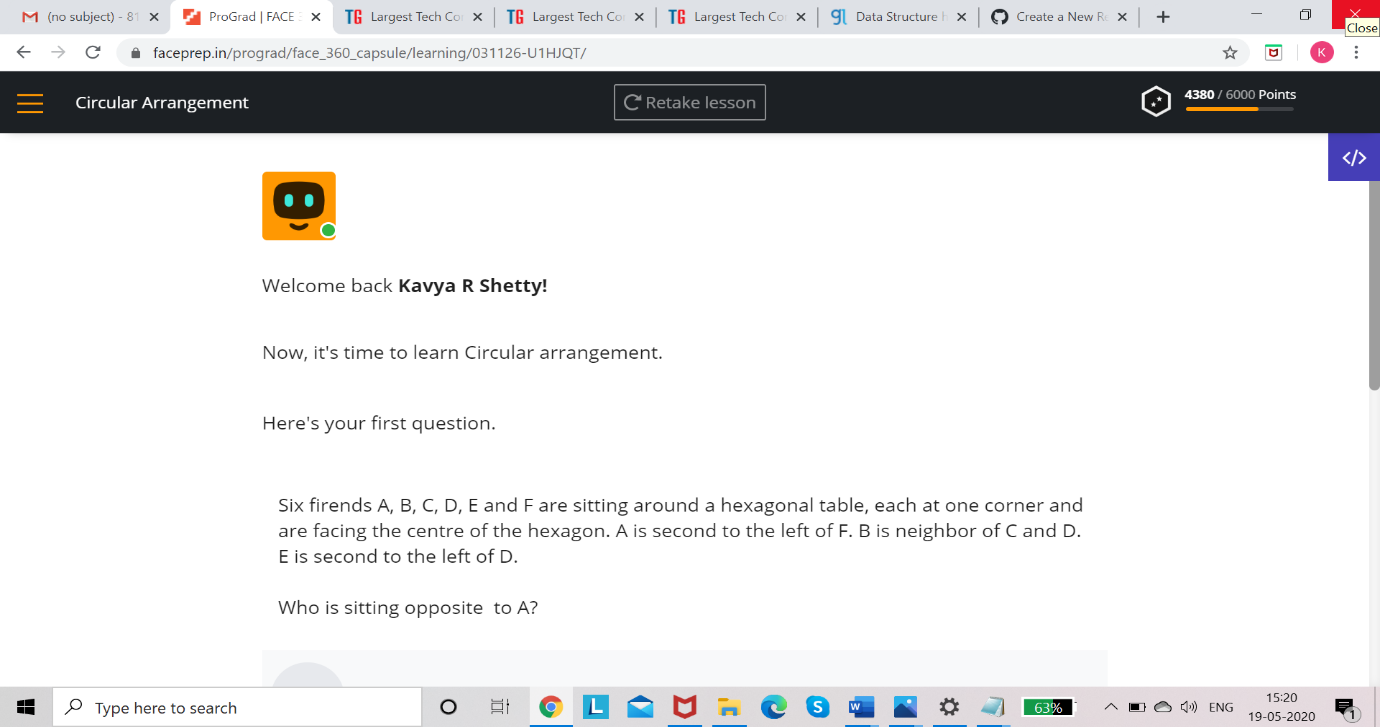 (no subject) - 81
ProGrad | FACE 3
Largest Tech Co
Largest Tech Co
Largest Tech Co
Data Structure
Create a New R
Close
faceprep.in/prograd/face_360_capsule/learning/031126-U1HJQT/
K
Circular Arrangement
Retake lesson
4380 / 6000 Points
</>
Welcome back Kavya R Shetty!
Now, it's time to learn Circular arrangement.
Here's your first question.
Six firends A, B, C, D, E and F are sitting around a hexagonal table, each at one corner and
are facing the centre of the hexagon. A is second to the left of F. B is neighbor of C and D.
E is second to the left of D.
Who is sitting opposite to A?
Type here to search
63%
ENG
15:20
19-05-2020
1